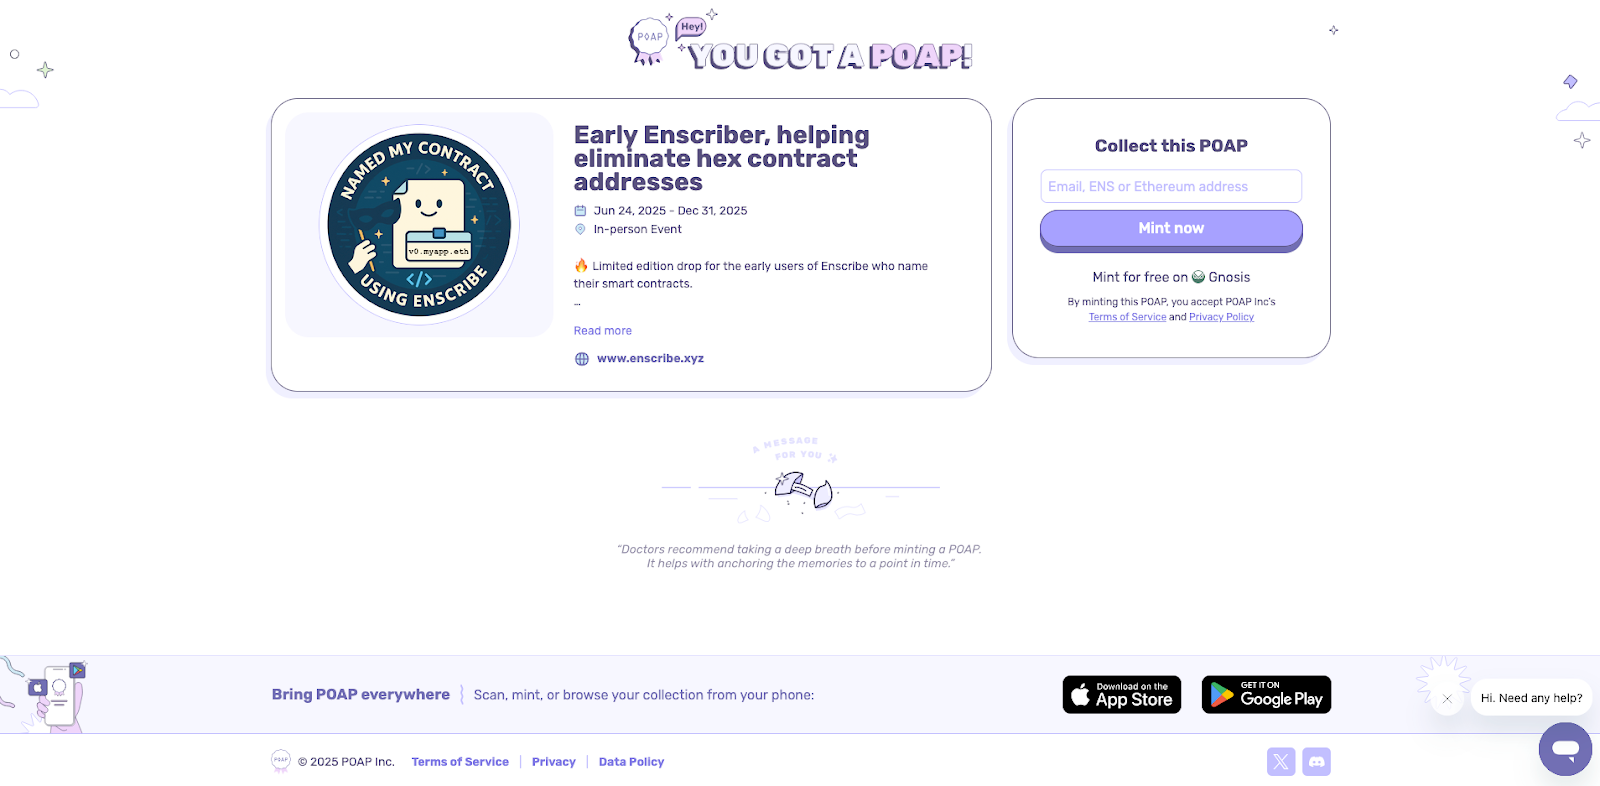 POAP
Hey!
YOU GOT A POAP!
NAMED MY CONTRACT
v0.myapp.eth
</>
USING ENSCRIBE
Early Enscriber, helping
eliminate hex contract
addresses
Jun 24, 2025 - Dec 31, 2025
In-person Event
🔥 Limited edition drop for the early users of Enscribe who name
their smart contracts.
...
Read more
www.enscribe.xyz
Collect this POAP
Email, ENS or Ethereum address
Mint now
Mint for free on Gnosis
By minting this POAP, you accept POAP Inc's
Terms of Service and Privacy Policy
A MESSAGE
FOR YOU
“Doctors recommend taking a deep breath before minting a POAP.
It helps with anchoring the memories to a point in time.”
Bring POAP everywhere
Scan, mint, or browse your collection from your phone:
Download on the
App Store
GET IT ON
Google Play
Hi. Need any help?
POAP
© 2025 POAP Inc.
Terms of Service | Privacy | Data Policy